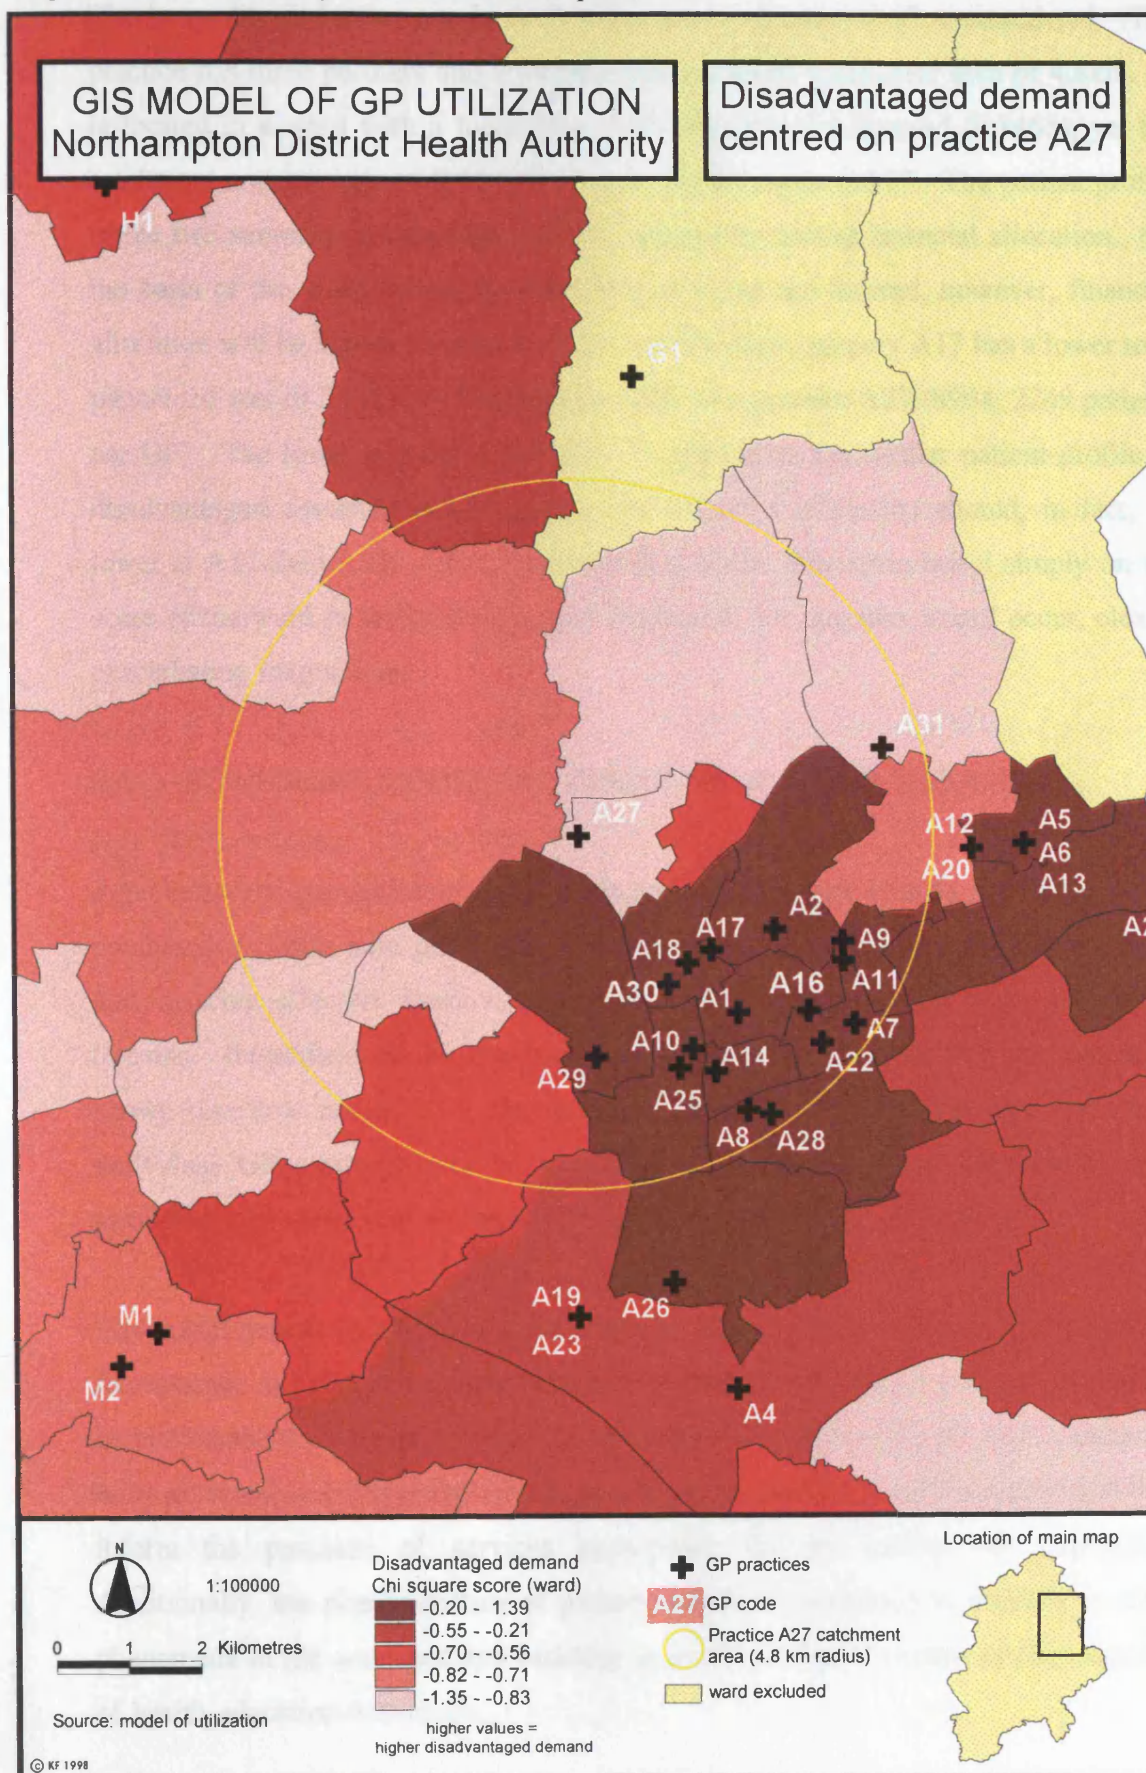 GIS MODEL OF GP UTILIZATION
Northampton District Health Authority
Disadvantaged demand
centred on practice A27
H1
G1
A31
A27
A12
A20
A5
A6
A13
A2
A17
A18
A9
A11
A30
A1
A16
A7
A10
A14
A22
A29
A25
A8
A28
A19
A23
A26
M1
M2
A4
N
1:100000
0 1 2 Kilometres
Source: model of utilization
© KF 1998
Disadvantaged demand
Chi square score (ward)
-0.20 - 1.39
-0.55 - -0.21
-0.70 - -0.56
-0.82 - -0.71
-1.35 - -0.83
higher values =
higher disadvantaged demand
GP practices
A27 GP code
Practice A27 catchment
area (4.8 km radius)
ward excluded
Location of main map